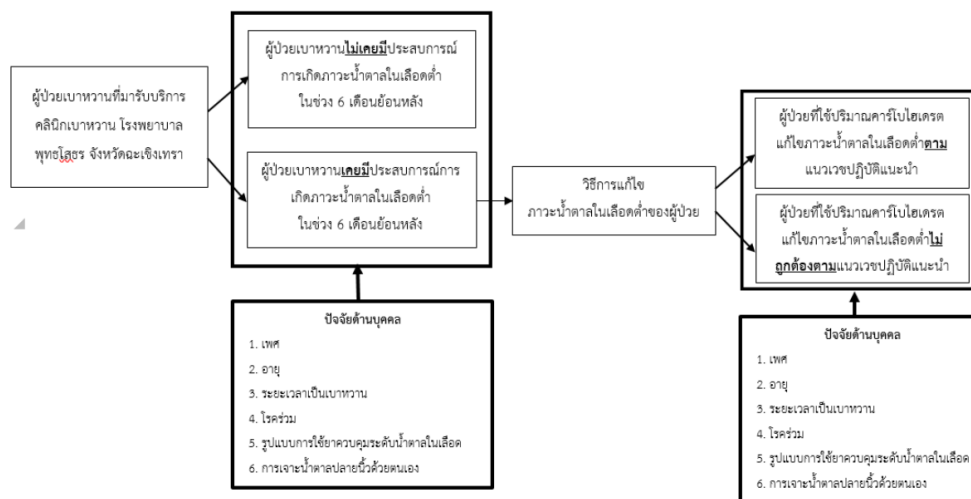 ผู้ป่วยเบาหวานที่มารับบริการ
คลินิกเบาหวาน โรงพยาบาล
พุทธโสธร จังหวัดฉะเชิงเทรา
ผู้ป่วยเบาหวานไม่เคยมีประสบการณ์
การเกิดภาวะน้ำตาลในเลือดต่ำ
ในช่วง 6 เดือนย้อนหลัง
ผู้ป่วยเบาหวานเคยมีประสบการณ์การ
เกิดภาวะน้ำตาลในเลือดต่ำ
ในช่วง 6 เดือนย้อนหลัง
วิธีการแก้ไข
ภาวะน้ำตาลในเลือดต่ำของผู้ป่วย
ผู้ป่วยที่ใช้ปริมาณคาร์โบไฮเดรต
แก้ไขภาวะน้ำตาลในเลือดต่ำตาม
แนวเวชปฏิบัติแนะนำ
ผู้ป่วยที่ใช้ปริมาณคาร์โบไฮเดรต
แก้ไขภาวะน้ำตาลในเลือดต่ำไม่
ถูกต้องตามแนวเวชปฏิบัติแนะนำ
ปัจจัยด้านบุคคล
1. เพศ
2. อายุ
3. ระยะเวลาเป็นเบาหวาน
4. โรคร่วม
5. รูปแบบการใช้ยาควบคุมระดับน้ำตาลในเลือด
6. การเจาะน้ำตาลปลายนิ้วด้วยตนเอง
ปัจจัยด้านบุคคล
1. เพศ
2. อายุ
3. ระยะเวลาเป็นเบาหวาน
4. โรคร่วม
5. รูปแบบการใช้ยาควบคุมระดับน้ำตาลในเลือด
6. การเจาะน้ำตาลปลายนิ้วด้วยตนเอง